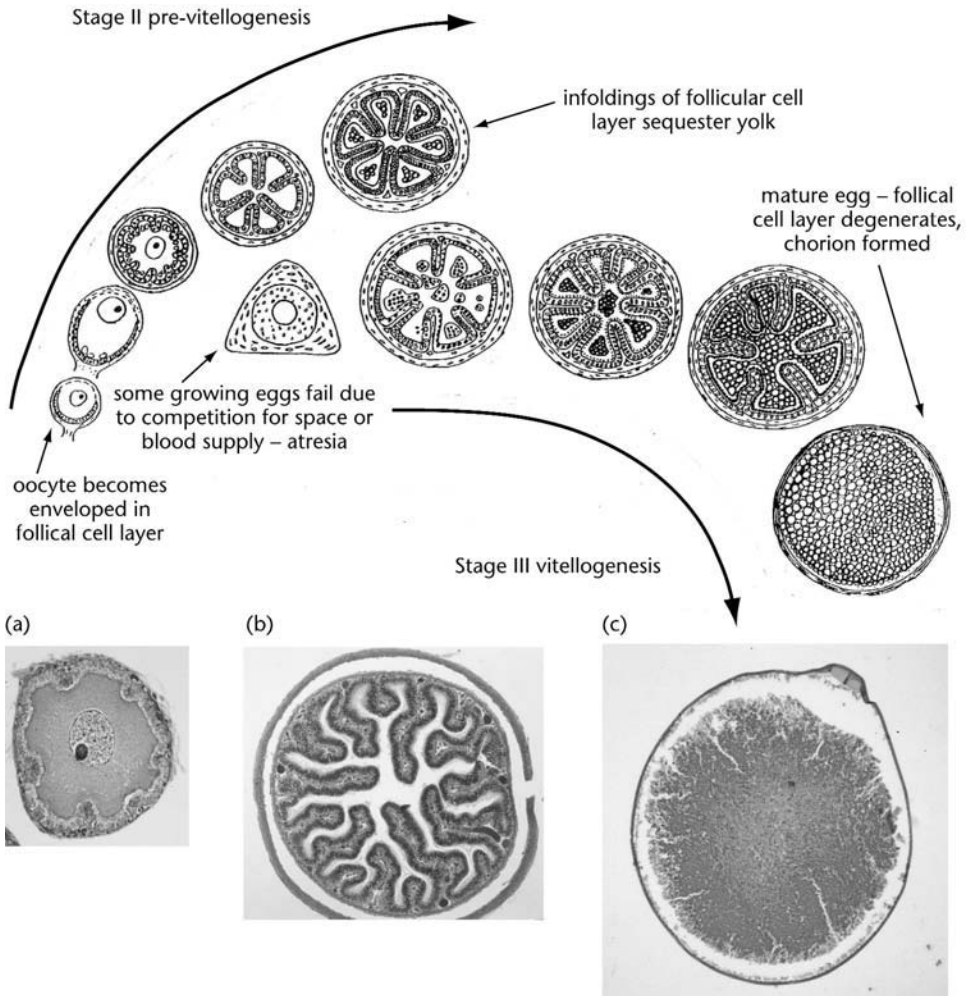 Stage II pre-vitellogenesis
infoldings of follicular cell
layer sequester yolk
mature egg – follical
cell layer degenerates,
chorion formed
some growing eggs fail due
to competition for space or
blood supply – atresia
oocyte becomes
enveloped in
follical cell layer
Stage III vitellogenesis
(a)
(b)
(c)